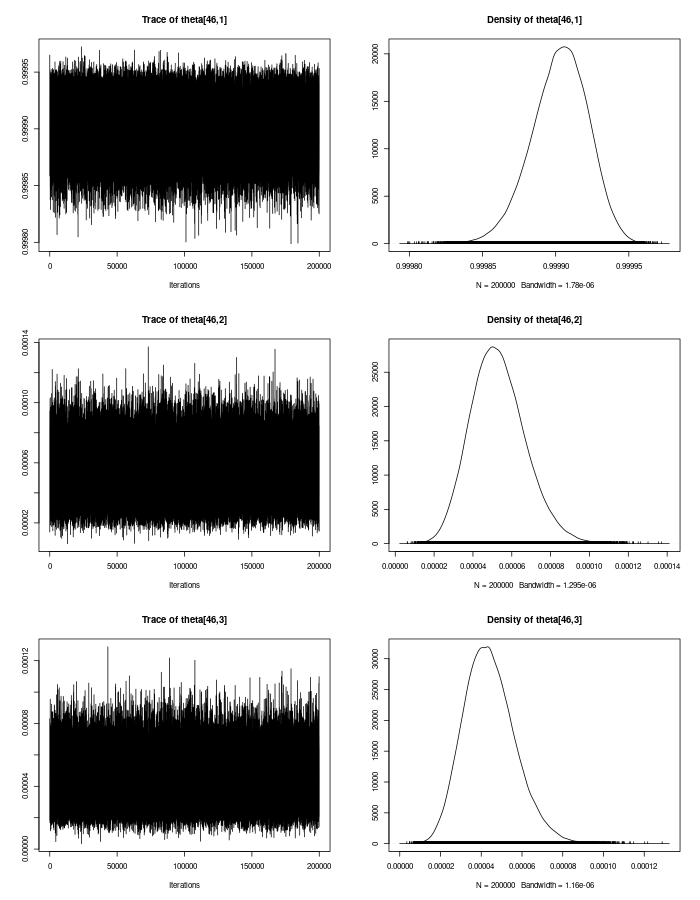 Trace of theta[46,1]
0.99980 0.99985 0.99990 0.99995
0 50000 100000 150000 200000
Iterations
Density of theta[46,1]
0 5000 10000 15000 20000
0.99980 0.99985 0.99990 0.99995
N = 200000 Bandwidth = 1.78e-06
Trace of theta[46,2]
0.00002 0.00006 0.00010 0.00014
0 50000 100000 150000 200000
Iterations
Density of theta[46,2]
0 5000 10000 15000 20000 25000
0.00000 0.00002 0.00004 0.00006 0.00008 0.00010 0.00012 0.00014
N = 200000 Bandwidth = 1.295e-06
Trace of theta[46,3]
0.00000 0.00004 0.00008 0.00012
0 50000 100000 150000 200000
Iterations
Density of theta[46,3]
0 5000 10000 15000 20000 25000 30000
0.00000 0.00002 0.00004 0.00006 0.00008 0.00010 0.00012
N = 200000 Bandwidth = 1.16e-06